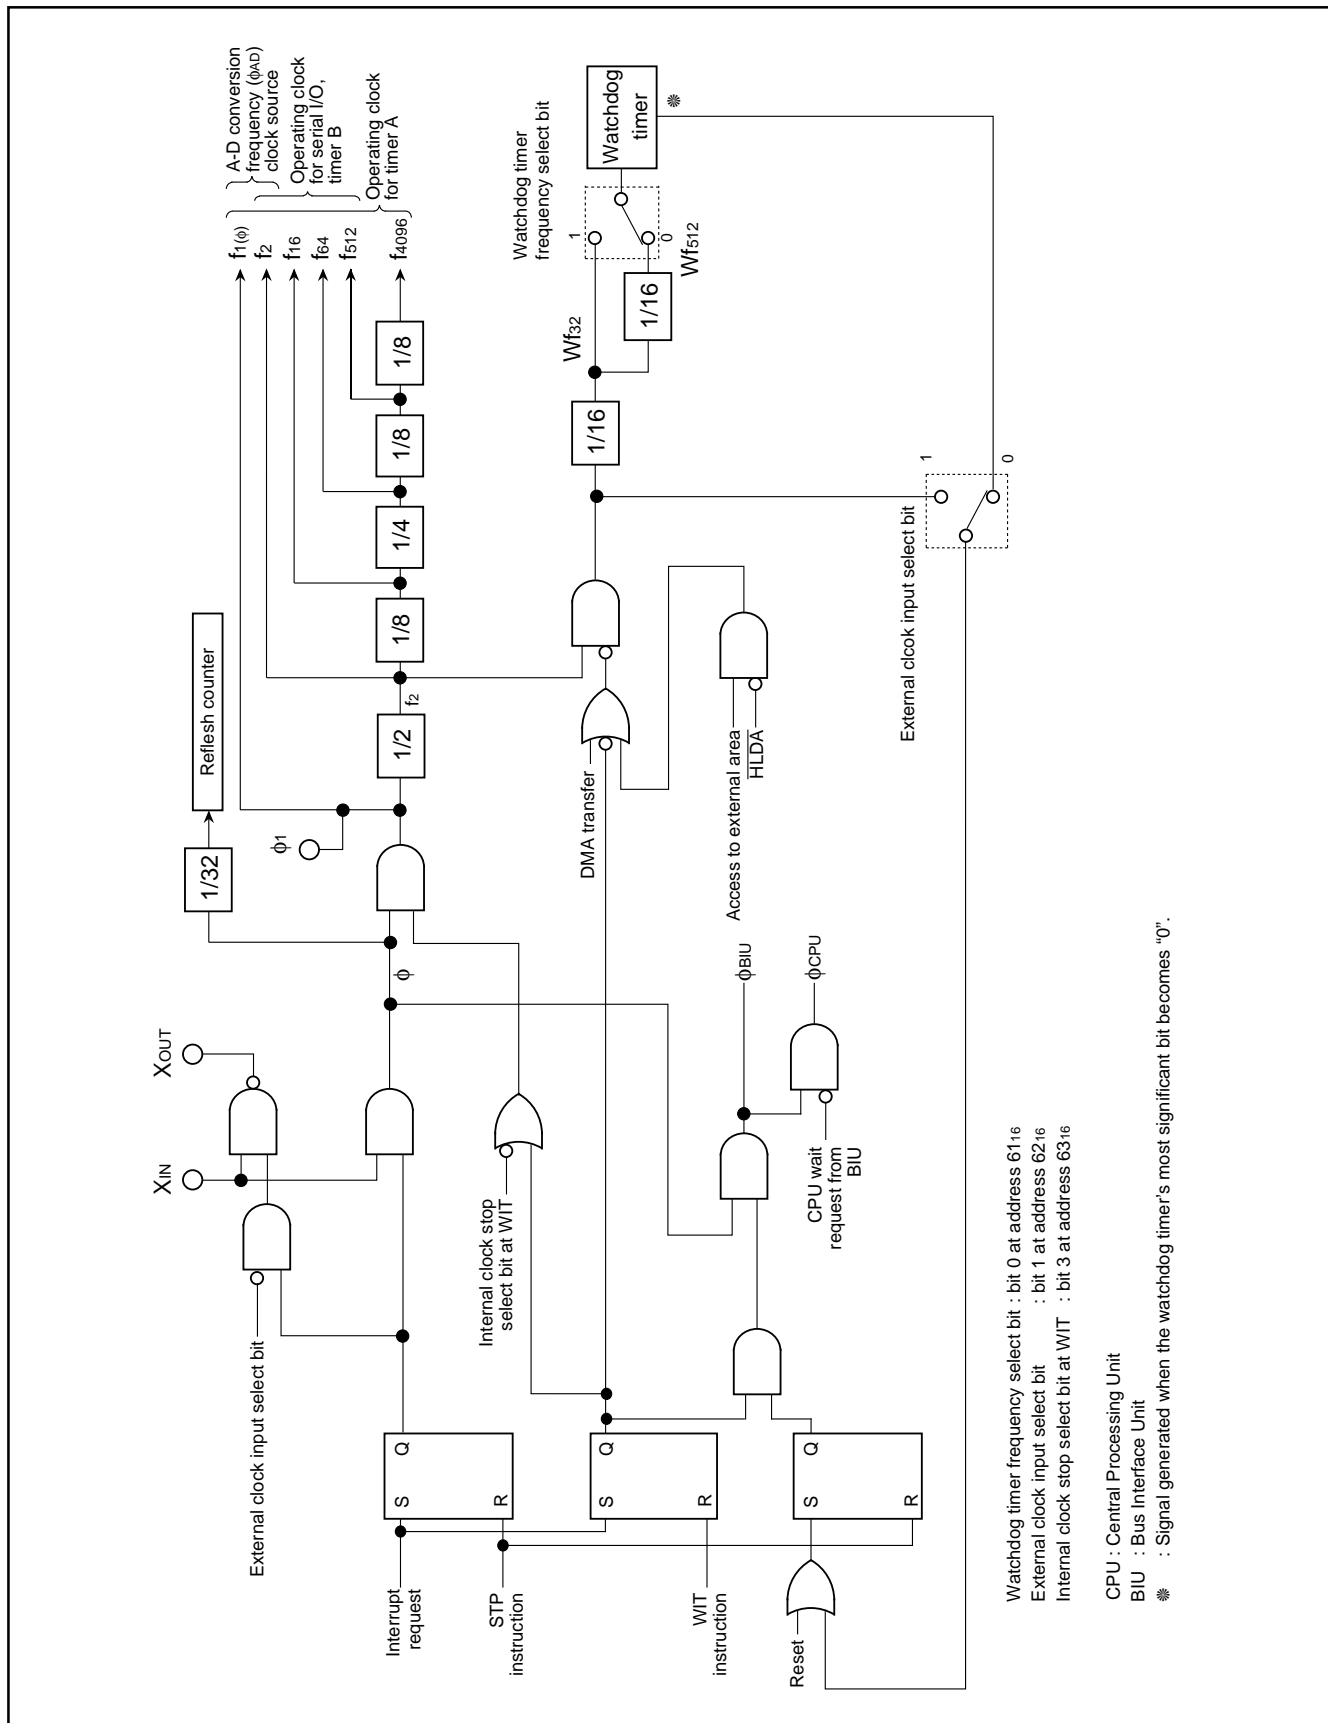 XIN
XOUT
External clock input select bit
Interrupt
request
STP
instruction
WIT
instruction
Reset
S
Q
R
S
Q
R
S
Q
R
Internal clock stop
select bit at WIT
CPU wait
request from
BIU
ϕBIU
ϕCPU
ϕ
1/32
Reflesh counter
ϕ1
1/2
f2
1/8
1/4
1/8
1/8
f1(ϕ)
f2
f16
f64
f512
f4096
A-D conversion
frequency (ϕAD)
clock source
Operating clock
for serial I/O,
timer B
Operating clock
for timer A
DMA transfer
Access to external area
HLDA
1/16
Wf32
1/16
Wf512
Watchdog timer
frequency select bit
1
0
Watchdog
timer
✽
External clcok input select bit
1
0
Watchdog timer frequency select bit : bit 0 at address 6116
External clock input select bit : bit 1 at address 6216
Internal clock stop select bit at WIT : bit 3 at address 6316
CPU : Central Processing Unit
BIU : Bus Interface Unit
✽ : Signal generated when the watchdog timer's most significant bit becomes “0”.